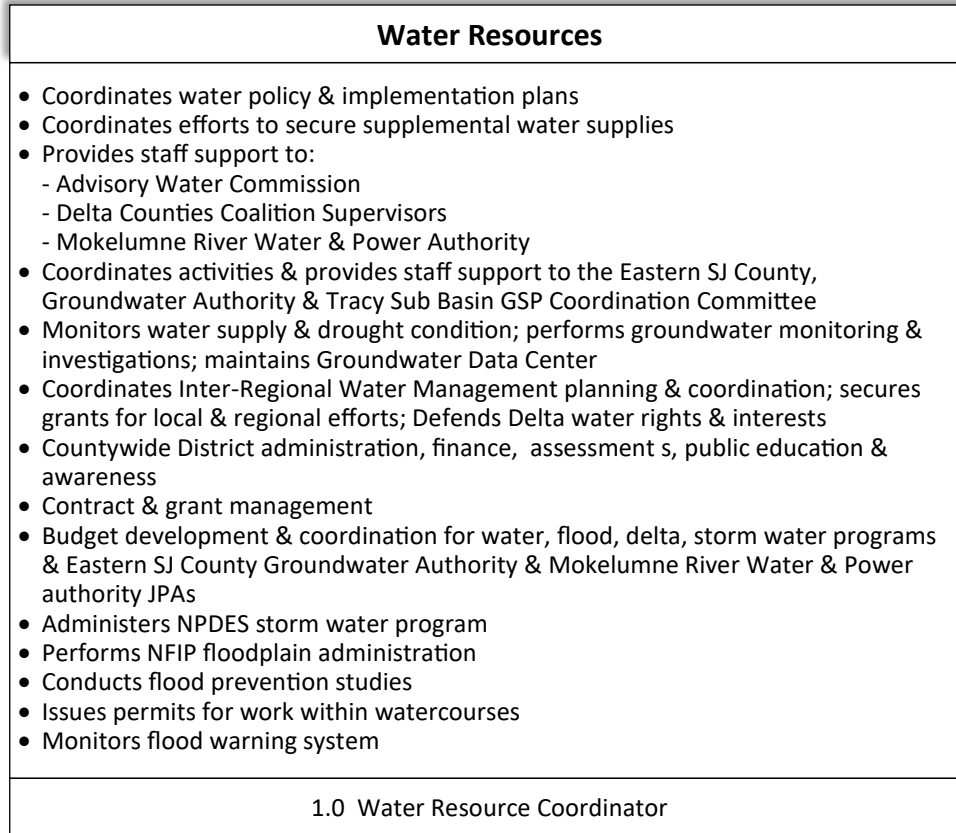 Water Resources
• Coordinates water policy & implementation plans
• Coordinates efforts to secure supplemental water supplies
• Provides staff support to:
- Advisory Water Commission
- Delta Counties Coalition Supervisors
- Mokelumne River Water & Power Authority
• Coordinates activities & provides staff support to the Eastern SJ County,
Groundwater Authority & Tracy Sub Basin GSP Coordination Committee
• Monitors water supply & drought condition; performs groundwater monitoring &
investigations; maintains Groundwater Data Center
• Coordinates Inter-Regional Water Management planning & coordination; secures
grants for local & regional efforts; Defends Delta water rights & interests
• Countywide District administration, finance,  assessment s, public education &
awareness
• Contract & grant management
• Budget development & coordination for water, flood, delta, storm water programs
& Eastern SJ County Groundwater Authority & Mokelumne River Water & Power
authority JPAs
• Administers NPDES storm water program
• Performs NFIP floodplain administration
• Conducts flood prevention studies
• Issues permits for work within watercourses
• Monitors flood warning system
1.0  Water Resource Coordinator